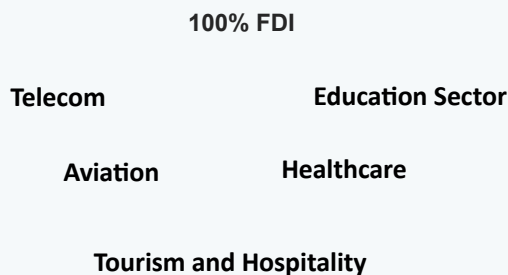 100% FDI
Telecom
Education Sector
Aviation
Healthcare
Tourism and Hospitality